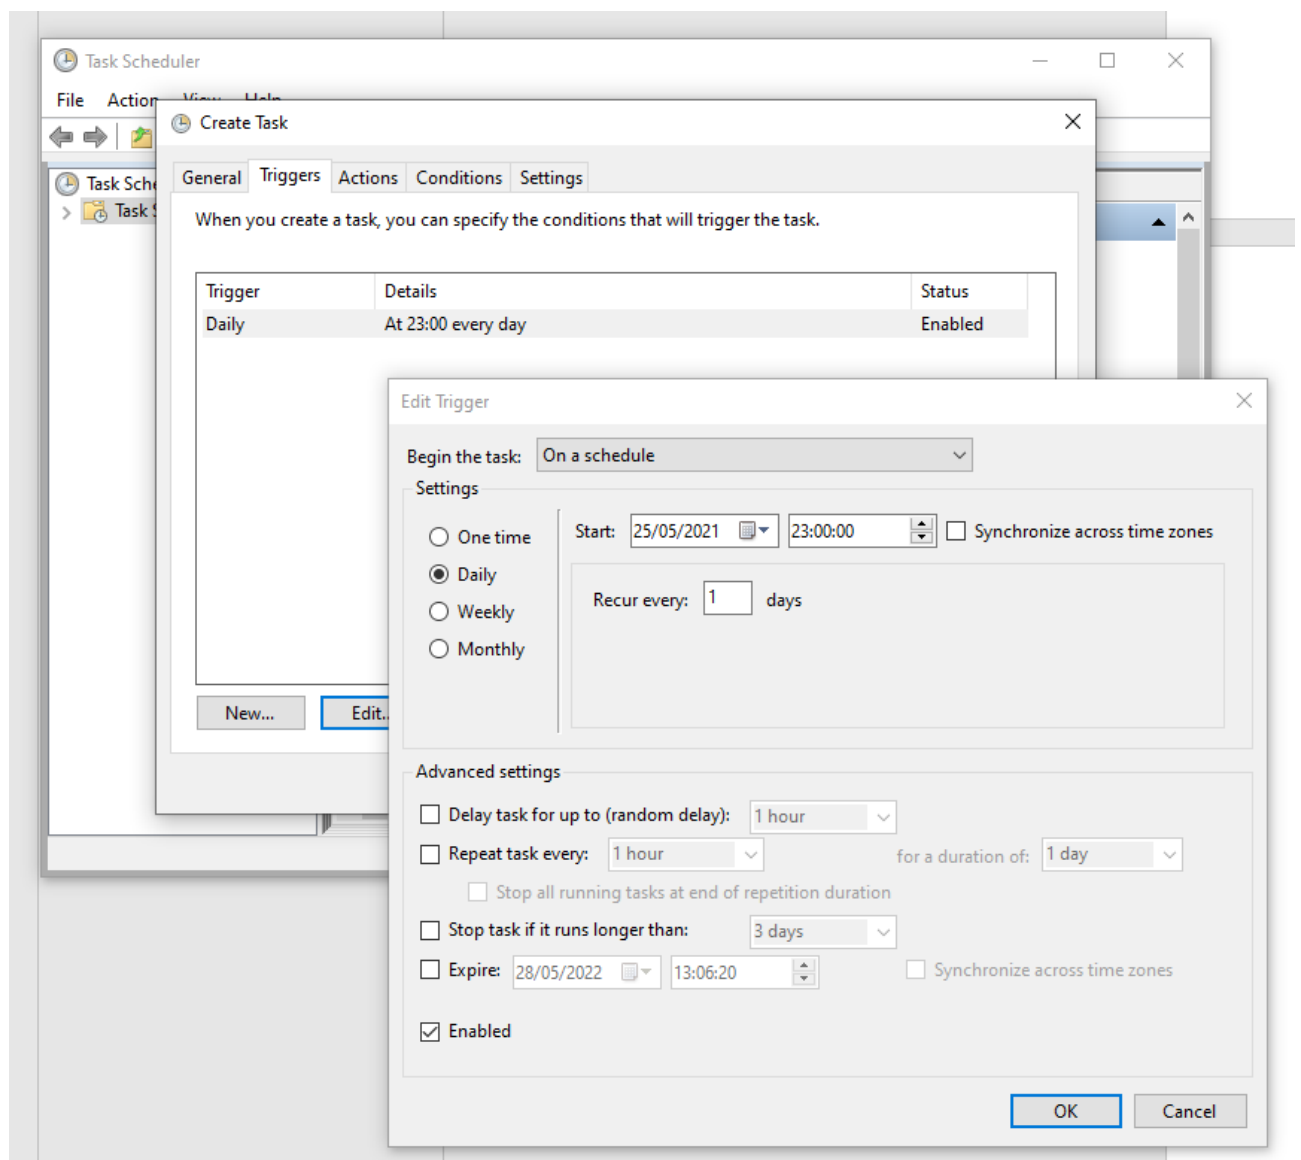 Task Scheduler
File Action View Help
Create Task
Task Sche
Task S
General Triggers Actions Conditions Settings
When you create a task, you can specify the conditions that will trigger the task.
Trigger Details Status
Daily At 23:00 every day Enabled
New... Edit..
Edit Trigger
Begin the task: On a schedule
Settings
One time
Daily
Weekly
Monthly
Start: 25/05/2021 23:00:00 Synchronize across time zones
Recur every: 1 days
Advanced settings
Delay task for up to (random delay): 1 hour
Repeat task every: 1 hour for a duration of: 1 day
Stop all running tasks at end of repetition duration
Stop task if it runs longer than: 3 days
Expire: 28/05/2022 13:06:20 Synchronize across time zones
Enabled
OK Cancel